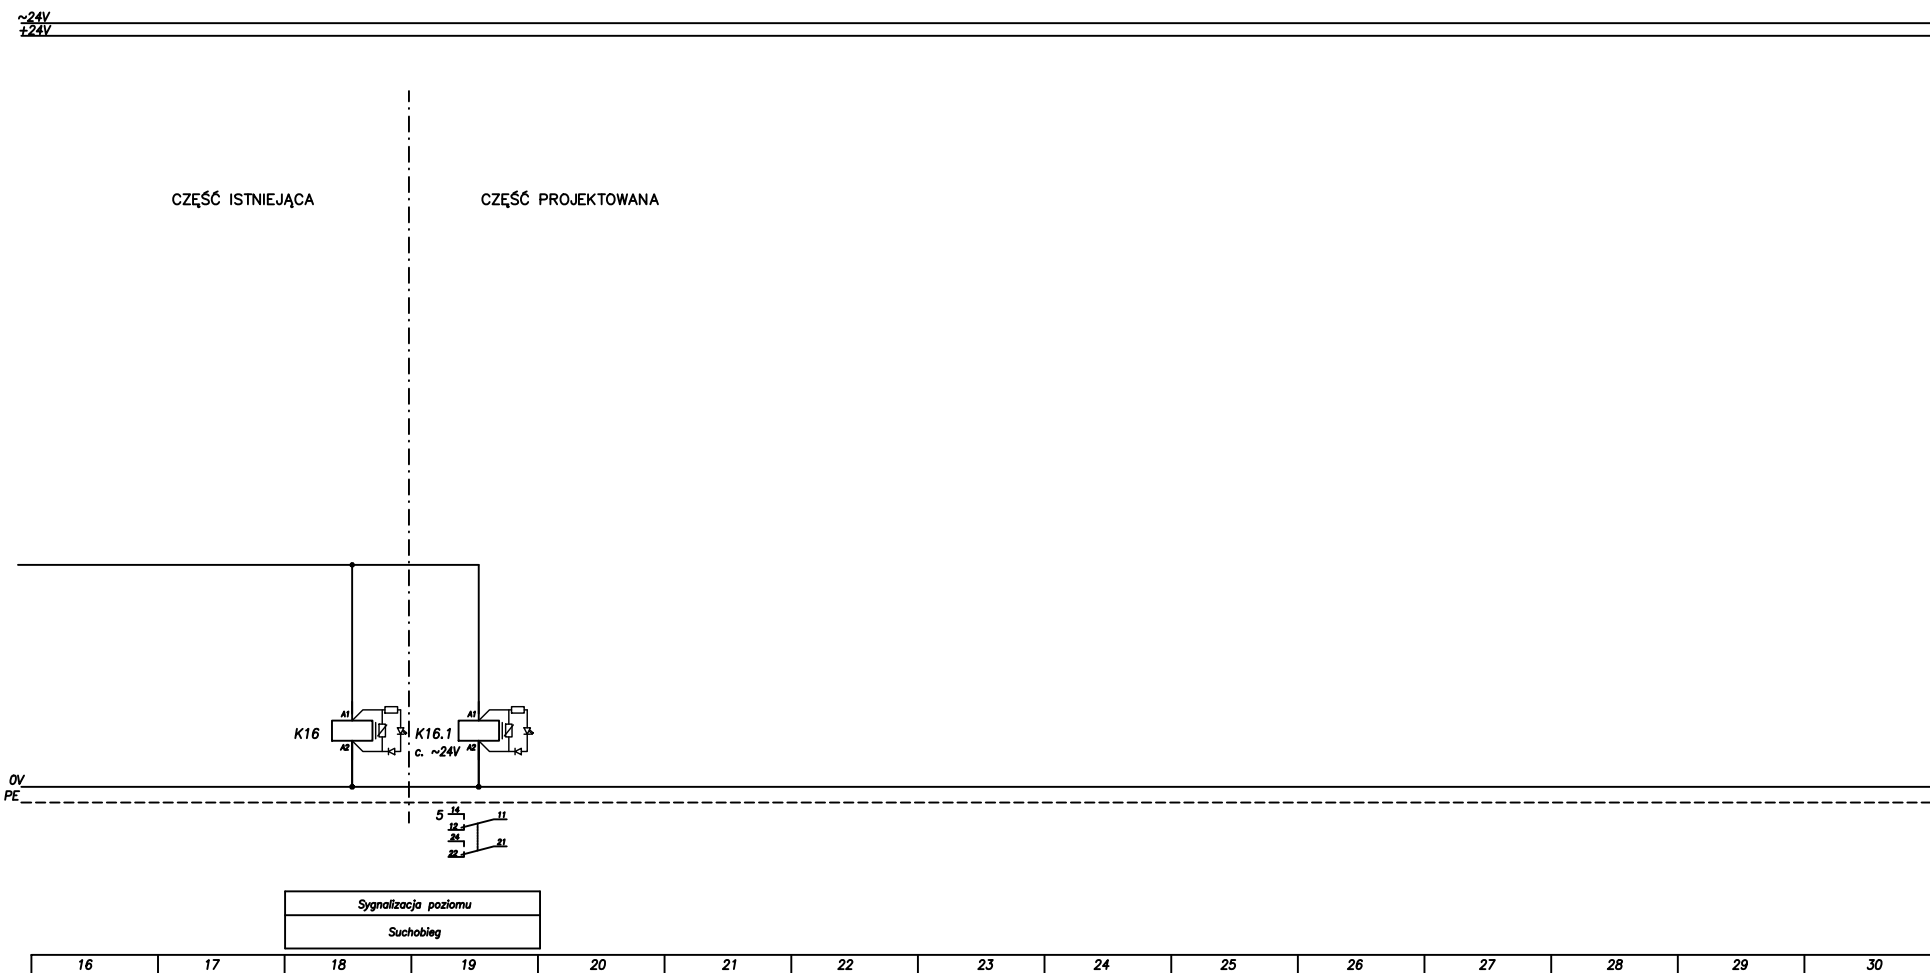 ~24V
+24V
CZĘŚĆ ISTNIEJĄCA
CZĘŚĆ PROJEKTOWANA
A1
A1
K16
K16.1
A2
c. ~24V
A2
0V
PE
5
14
11
12
24
21
22
Sygnalizacja poziomu
Suchobieg
16 17 18 19 20 21 22 23 24 25 26 27 28 29 30